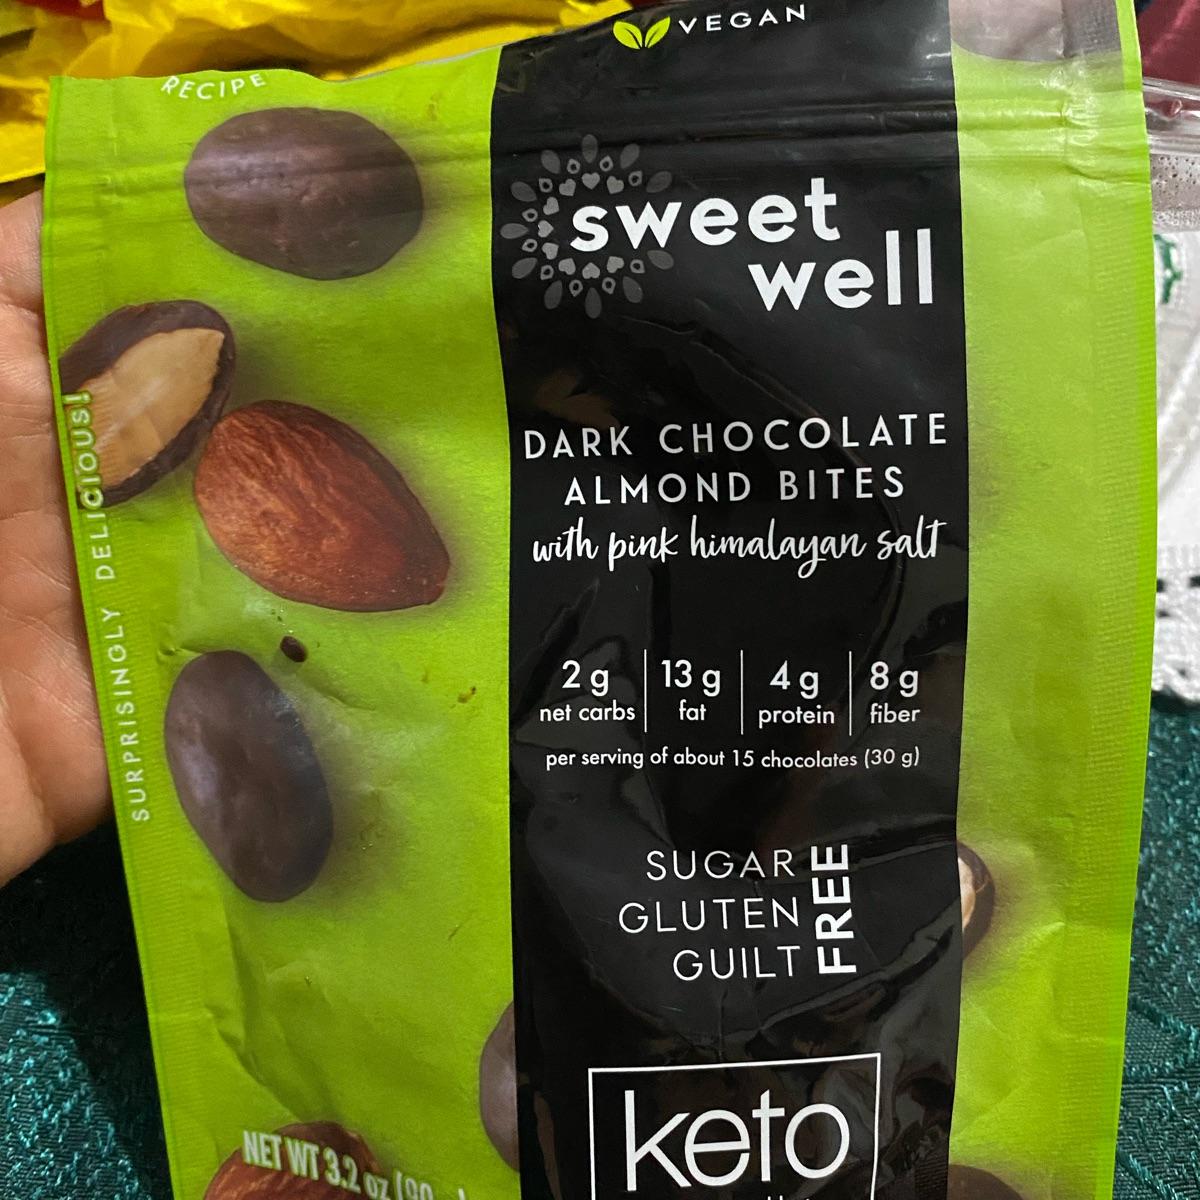 VEGAN
RECIPE
sweet
well
DARK CHOCOLATE
ALMOND BITES
with pink himalayan salt
2 g
net carbs
13 g
fat
4 g
protein
8 g
fiber
per serving of about 15 chocolates (30 g)
SURPRISINGLY DELICIOUS!
SUGAR
GLUTEN
GUILT
FREE
keto
NET WT 3.2 oz (90